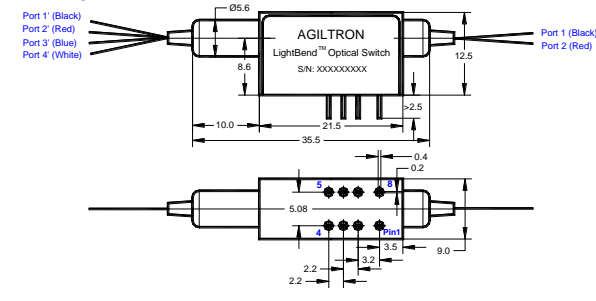 Port 1' (Black)
Port 2' (Red)
Port 3' (Blue)
Port 4' (White)
Ø5.6
AGILTRON
LightBend™ Optical Switch
S/N: XXXXXXXXX
Port 1 (Black)
Port 2 (Red)
8.6
12.5
>2.5
10.0
21.5
35.5
0.4
0.2
5
8
5.08
4
Pin1
3.5
9.0
3.2
2.2
2.2